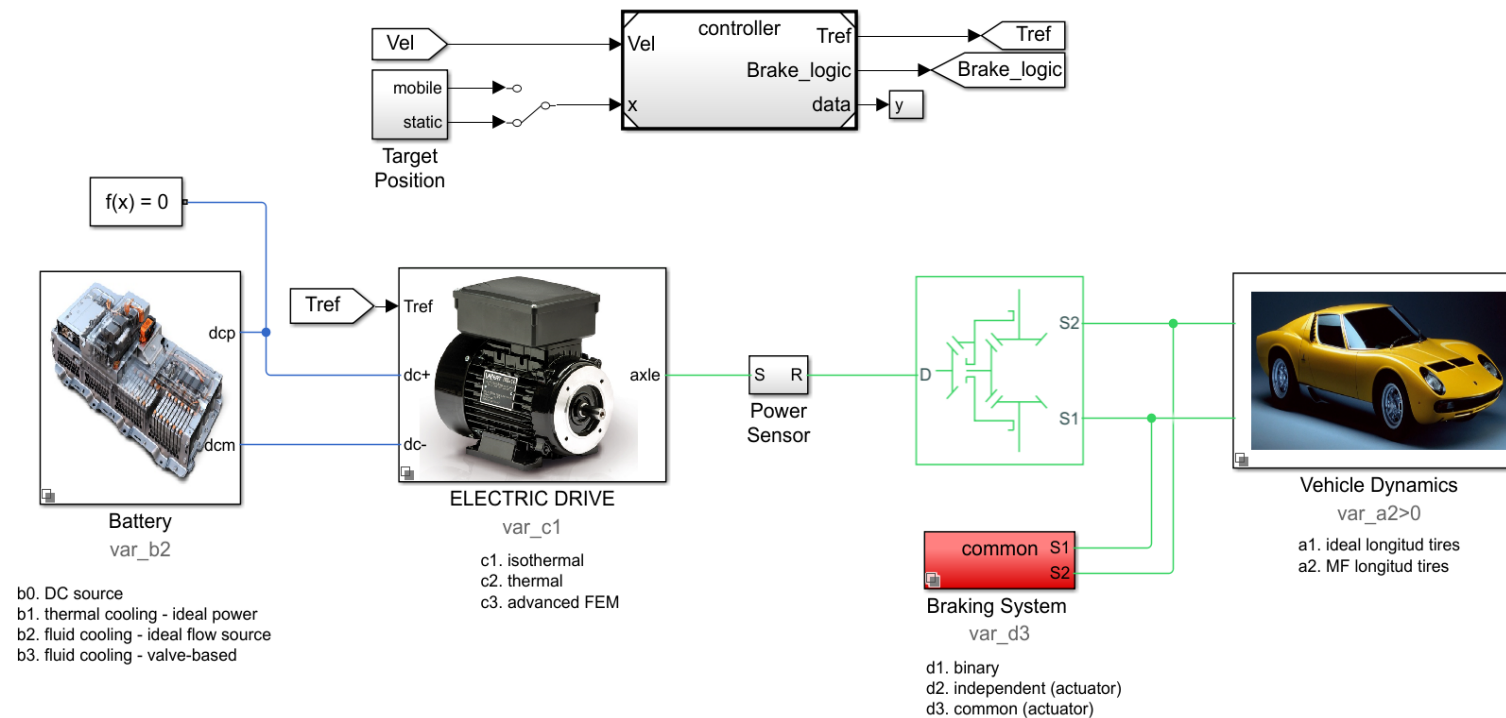 controller
Vel
Vel
Tref
Tref
Brake_logic
Brake_logic
mobile
static
x
data
y
Target
Position
f(x) = 0
dcp
dcm
Battery
var_b2
b0. DC source
b1. thermal cooling - ideal power
b2. fluid cooling - ideal flow source
b3. fluid cooling - valve-based
Tref
Tref
dc+
dc-
axle
ELECTRIC DRIVE
var_c1
c1. isothermal
c2. thermal
c3. advanced FEM
S R
Power
Sensor
D
S2
S1
common S1
S2
Braking System
var_d3
d1. binary
d2. independent (actuator)
d3. common (actuator)
Vehicle Dynamics
var_a2>0
a1. ideal longitud tires
a2. MF longitud tires